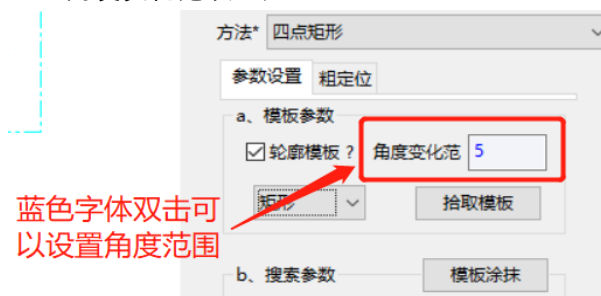 方法* 四点矩形
参数设置 粗定位
a、模板参数
轮廓模板？ 角度变化范 5
矩形 拾取模板
蓝色字体双击可
以设置角度范围
b、搜索参数 模板涂抹